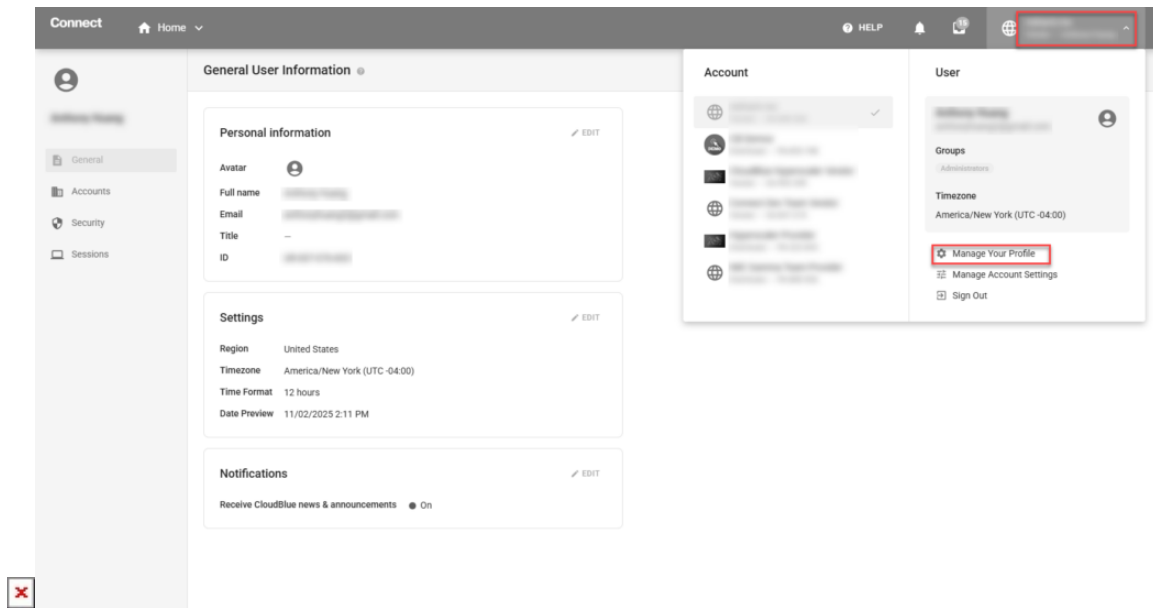 Connect
Home
HELP
15
General User Information
Account
User
Personal information
EDIT
Avatar
Full name
Email
Title –
ID
Groups
Administrators
Timezone
America/New York (UTC -04:00)
General
Accounts
Security
Sessions
Manage Your Profile
Manage Account Settings
Sign Out
Settings
EDIT
Region United States
Timezone America/New York (UTC -04:00)
Time Format 12 hours
Date Preview 11/02/2025 2:11 PM
Notifications
EDIT
Receive CloudBlue news & announcements On